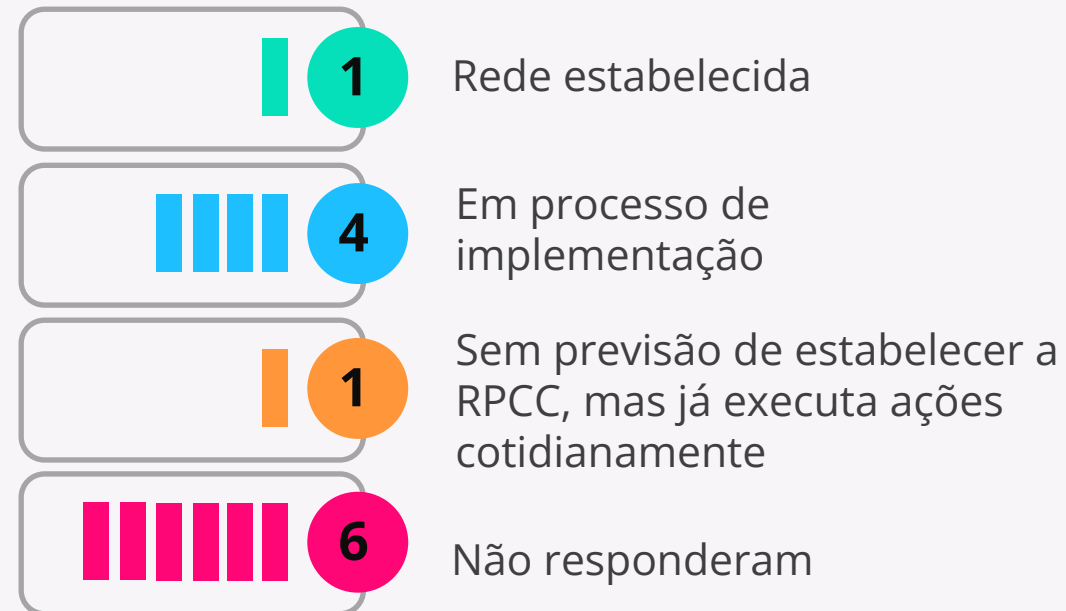 1
Rede estabelecida
4
Em processo de
implementação
1
Sem previsão de estabelecer a
RPCC, mas já executa ações
cotidianamente
6
Não responderam